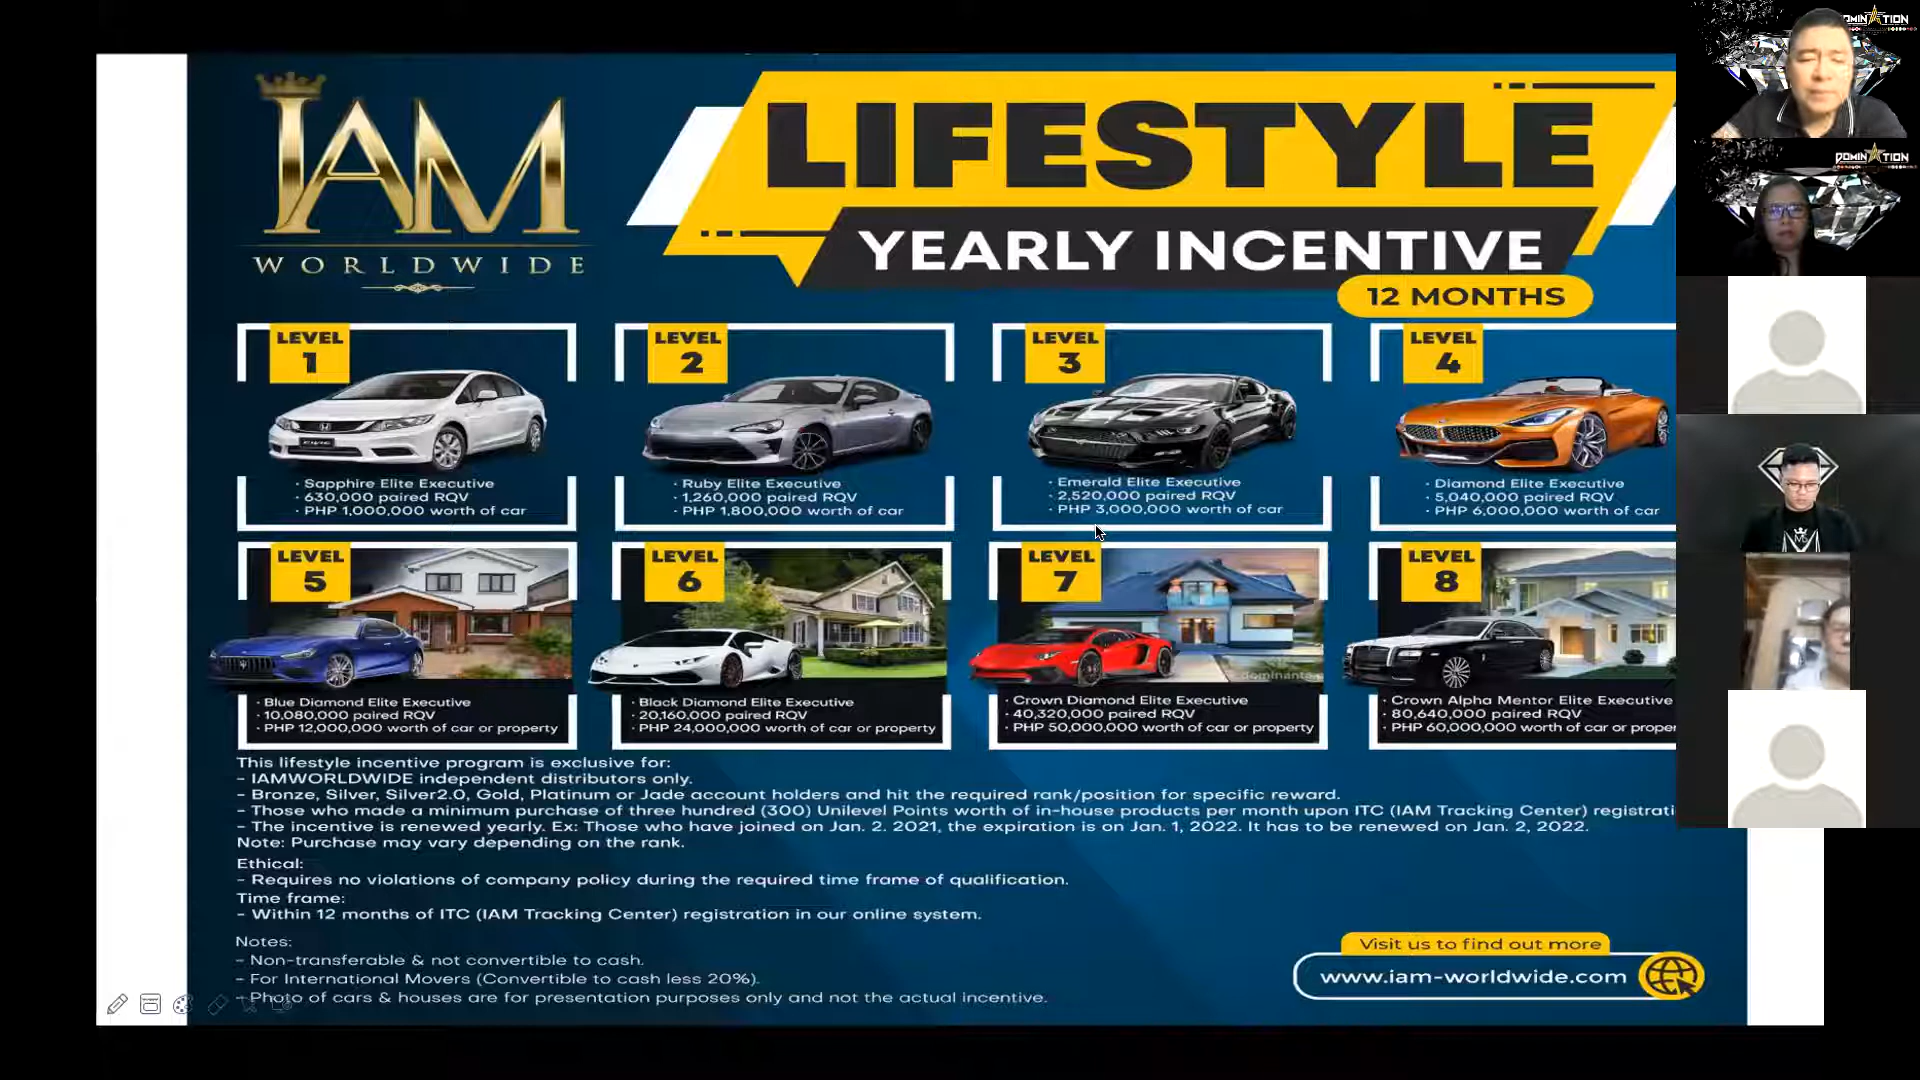 IAM
WORLDWIDE
LIFESTYLE
YEARLY INCENTIVE
12 MONTHS
LEVEL
1
· Sapphire Elite Executive
· 630,000 paired RQV
· PHP 1,000,000 worth of car
LEVEL
2
· Ruby Elite Executive
· 1,260,000 paired RQV
· PHP 1,800,000 worth of car
LEVEL
3
· Emerald Elite Executive
· 2,520,000 paired RQV
· PHP 3,000,000 worth of car
LEVEL
4
· Diamond Elite Executive
· 5,040,000 paired RQV
· PHP 6,000,000 worth of car
LEVEL
5
· Blue Diamond Elite Executive
· 10,080,000 paired RQV
· PHP 12,000,000 worth of car or property
LEVEL
6
· Black Diamond Elite Executive
· 20,160,000 paired RQV
· PHP 24,000,000 worth of car or property
LEVEL
7
· Crown Diamond Elite Executive
· 40,320,000 paired RQV
· PHP 50,000,000 worth of car or property
LEVEL
8
· Crown Alpha Mentor Elite Executive
· 80,640,000 paired RQV
· PHP 60,000,000 worth of car or proper
This lifestyle incentive program is exclusive for:
- IAMWORLDWIDE independent distributors only.
- Bronze, Silver, Silver2.0, Gold, Platinum or Jade account holders and hit the required rank/position for specific reward.
- Those who made a minimum purchase of three hundred (300) Unilevel Points worth of in-house products per month upon ITC (IAM Tracking Center) registrati
- The incentive is renewed yearly. Ex: Those who have joined on Jan. 2. 2021, the expiration is on Jan. 1, 2022. It has to be renewed on Jan. 2, 2022.
Note: Purchase may vary depending on the rank.
Ethical:
- Requires no violations of company policy during the required time frame of qualification.
Time frame:
- Within 12 months of ITC (IAM Tracking Center) registration in our online system.
Notes:
- Non-transferable & not convertible to cash.
- For International Movers (Convertible to cash less 20%).
- Photo of cars & houses are for presentation purposes only and not the actual incentive.
Visit us to find out more
www.iam-worldwide.com
DOMINATION